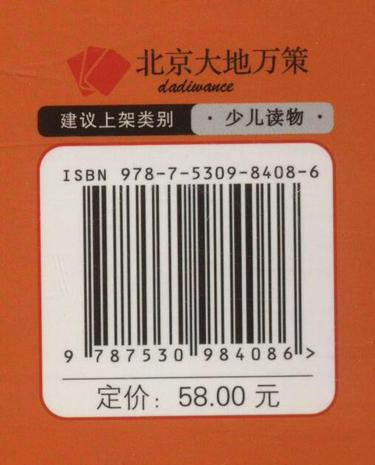 北京大地万策
dadiwance
建议上架类别 · 少儿读物 ·
ISBN 978-7-5309-8408-6
9 787530 984086 >
定价：58.00 元